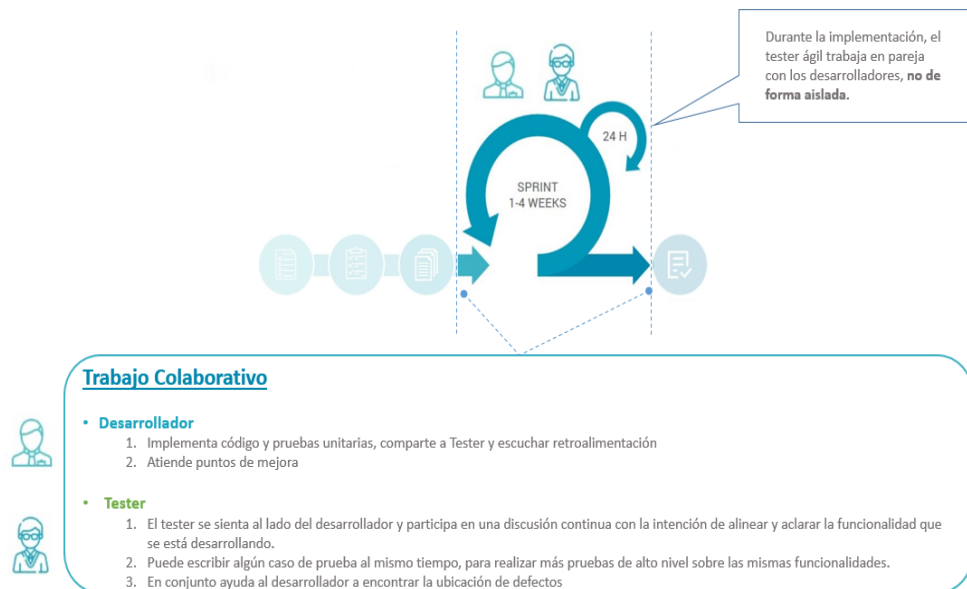 Durante la implementación, el
tester ágil trabaja en pareja
con los desarrolladores, no de
forma aislada.
24 H
SPRINT
1-4 WEEKS
Trabajo Colaborativo
• Desarrollador
1. Implementa código y pruebas unitarias, comparte a Tester y escuchar retroalimentación
2. Atiende puntos de mejora
• Tester
1. El tester se sienta al lado del desarrollador y participa en una discusión continua con la intención de alinear y aclarar la funcionalidad que
se está desarrollando.
2. Puede escribir algún caso de prueba al mismo tiempo, para realizar más pruebas de alto nivel sobre las mismas funcionalidades.
3. En conjunto ayuda al desarrollador a encontrar la ubicación de defectos